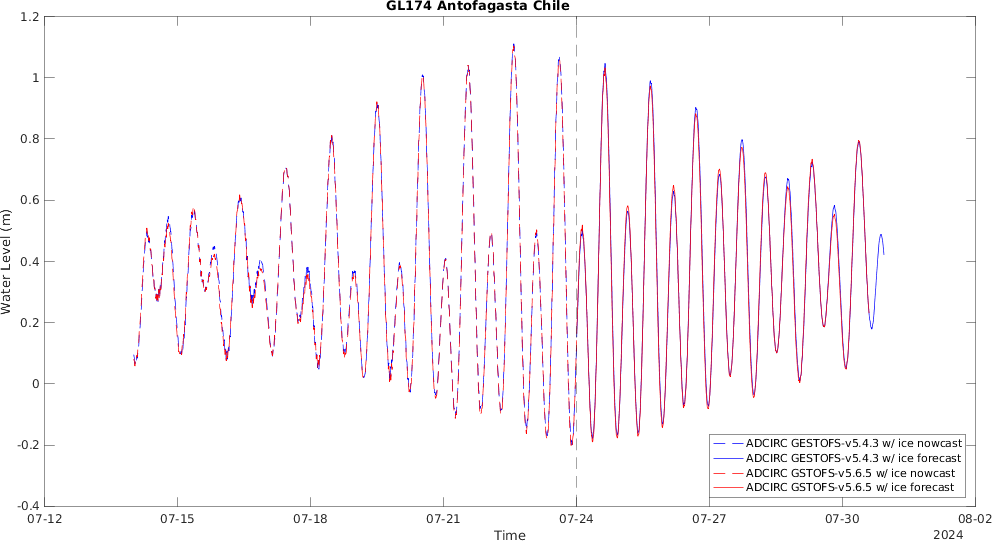 GL174 Antofagasta Chile
Water Level (m)
1.2
1
0.8
0.6
0.4
0.2
0
-0.2
-0.4
07-12
07-15
07-18
07-21
07-24
07-27
07-30
08-02
Time
2024
ADCIRC GESTOFS-v5.4.3 w/ ice nowcast
ADCIRC GESTOFS-v5.4.3 w/ ice forecast
ADCIRC GSTOFS-v5.6.5 w/ ice nowcast
ADCIRC GSTOFS-v5.6.5 w/ ice forecast